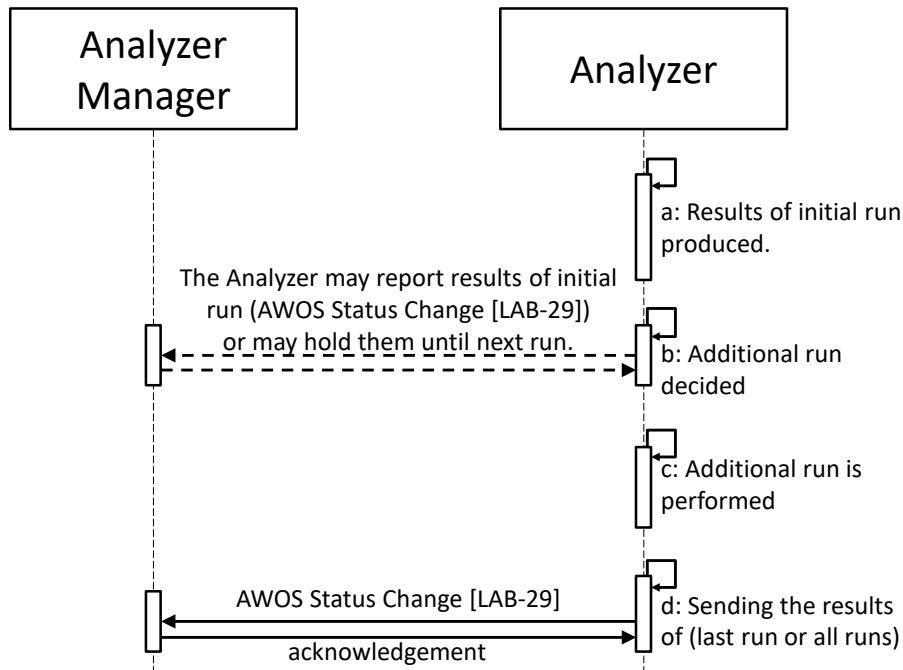 Analyzer
Manager
Analyzer
a: Results of initial run
produced.
The Analyzer may report results of initial
run (AWOS Status Change [LAB-29])
or may hold them until next run.
b: Additional run
decided
c: Additional run is
performed
AWOS Status Change [LAB-29]
d: Sending the results
of (last run or all runs)
acknowledgement